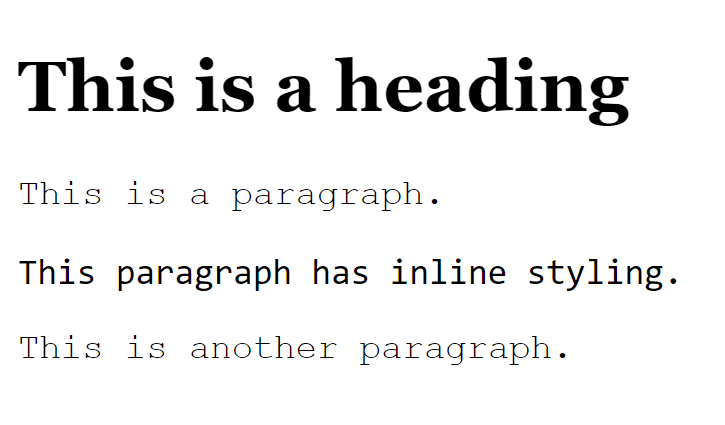 This is a heading
This is a paragraph.
This paragraph has inline styling.
This is another paragraph.